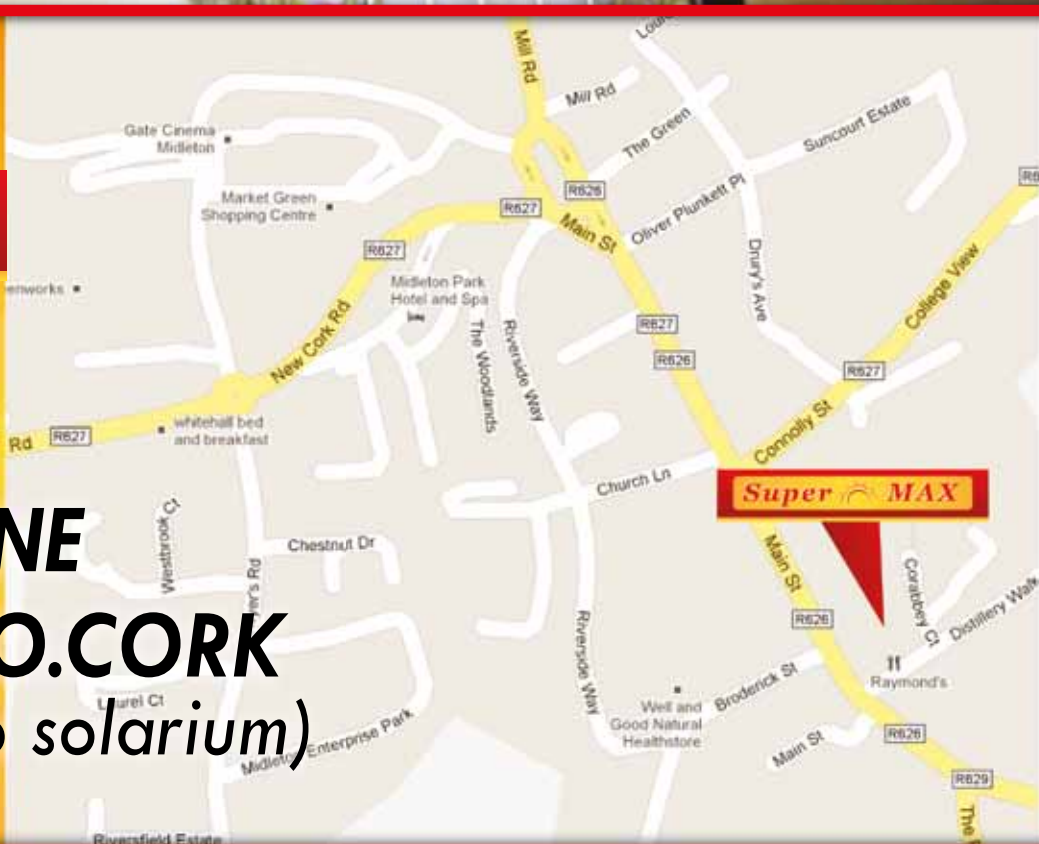 Mill Rd
Mill Rd
The Green
Suncourt Estate
Gate Cinema
Midleton
Market Green
Shopping Centre
R626
R627
Main St
Oliver Plunkett Pl
R627
Drury's Ave
College View
Midleton Park
Hotel and Spa
The Woodlands
New Cork Rd
Riverside Way
R627
R626
R627
Connolly St
Rd
R627
whitehall bed
and breakfast
Church Ln
Super MAX
Westbrook Ct
NE
Chestnut Dr
Main St
Corabbey Ct
Distillery Walk
O.CORK
R626
Riverside Way
Raymond's
Broderick St
Laurel Ct
solarium)
Well and
Good Natural
Healthstore
Midleton Enterprise Park
Main St
R626
R629
The
Riversfield Estate